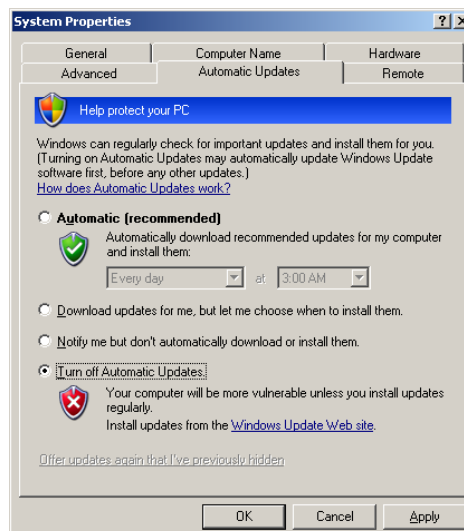 System Properties
General Computer Name Hardware
Advanced Automatic Updates Remote
Help protect your PC
Windows can regularly check for important updates and install them for you.
(Turning on Automatic Updates may automatically update Windows Update
software first, before any other updates.)
How does Automatic Updates work?
Automatic (recommended)
Automatically download recommended updates for my computer
and install them:
Every day at 3:00 AM
Download updates for me, but let me choose when to install them.
Notify me but don't automatically download or install them.
Turn off Automatic Updates.
Your computer will be more vulnerable unless you install updates
regularly.
Install updates from the Windows Update Web site.
Offer updates again that I've previously hidden
OK Cancel Apply